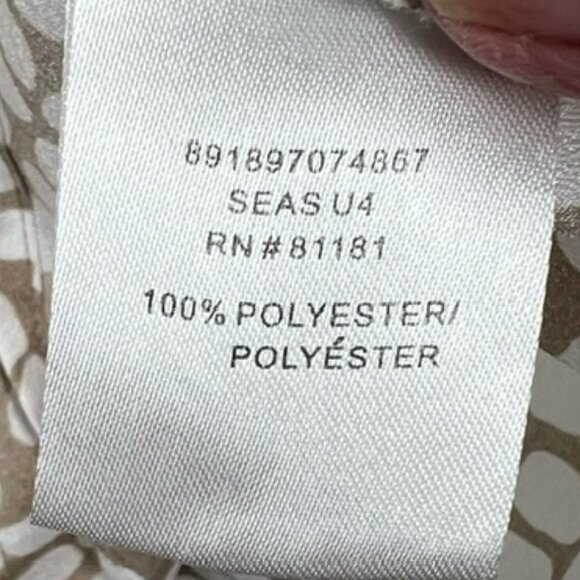 891897074867
SEAS U4
RN#81181
100% POLYESTER/
POLYÉSTER